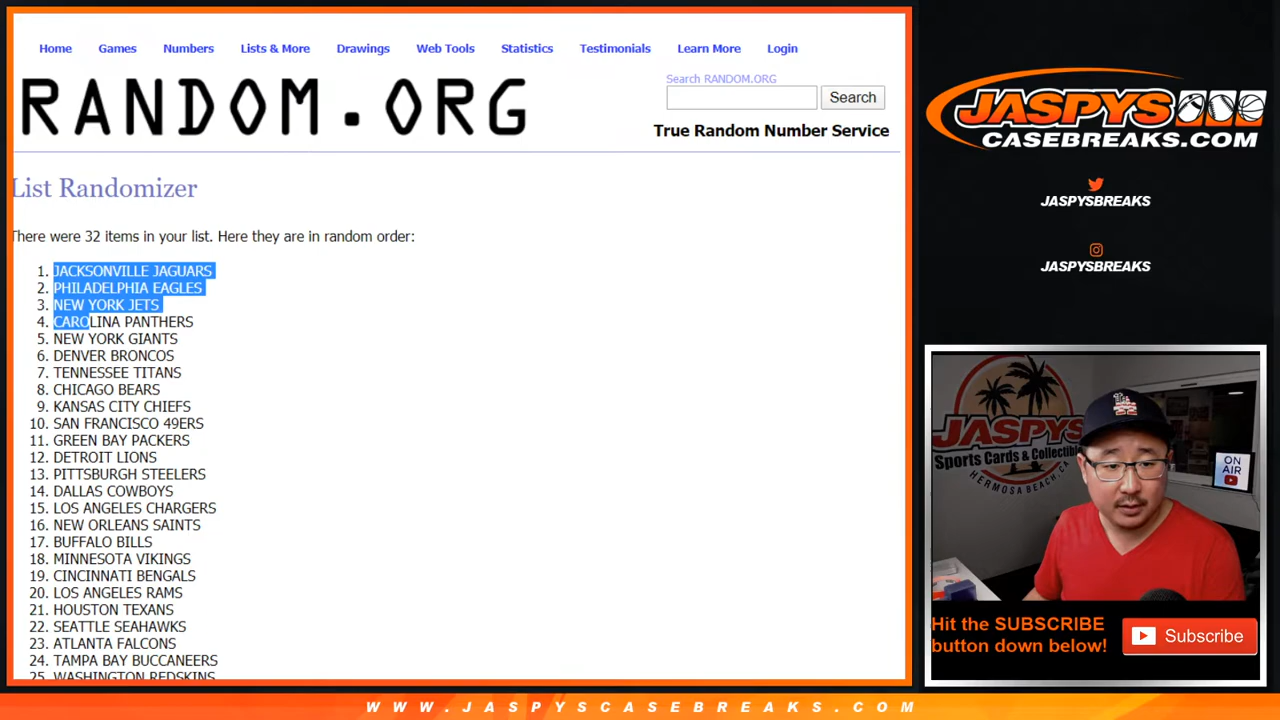 Home Games Numbers Lists & More Drawings Web Tools Statistics Testimonials Learn More Login
RANDOM.ORG
Search RANDOM.ORG
Search
True Random Number Service
List Randomizer
There were 32 items in your list. Here they are in random order:
1. JACKSONVILLE JAGUARS
2. PHILADELPHIA EAGLES
3. NEW YORK JETS
4. CAROLINA PANTHERS
5. NEW YORK GIANTS
6. DENVER BRONCOS
7. TENNESSEE TITANS
8. CHICAGO BEARS
9. KANSAS CITY CHIEFS
10. SAN FRANCISCO 49ERS
11. GREEN BAY PACKERS
12. DETROIT LIONS
13. PITTSBURGH STEELERS
14. DALLAS COWBOYS
15. LOS ANGELES CHARGERS
16. NEW ORLEANS SAINTS
17. BUFFALO BILLS
18. MINNESOTA VIKINGS
19. CINCINNATI BENGALS
20. LOS ANGELES RAMS
21. HOUSTON TEXANS
22. SEATTLE SEAHAWKS
23. ATLANTA FALCONS
24. TAMPA BAY BUCCANEERS
25. WASHINGTON REDSKINS
JASPYS
CASEBREAKS.COM
JASPYSBREAKS
JASPYSBREAKS
JASPYS
Sports Cards & Collectibles
HERMOSA BEACH, CA
ON
AIR
Hit the SUBSCRIBE
button down below!
Subscribe
WWW.JASPYSCASEBREAKS.COM